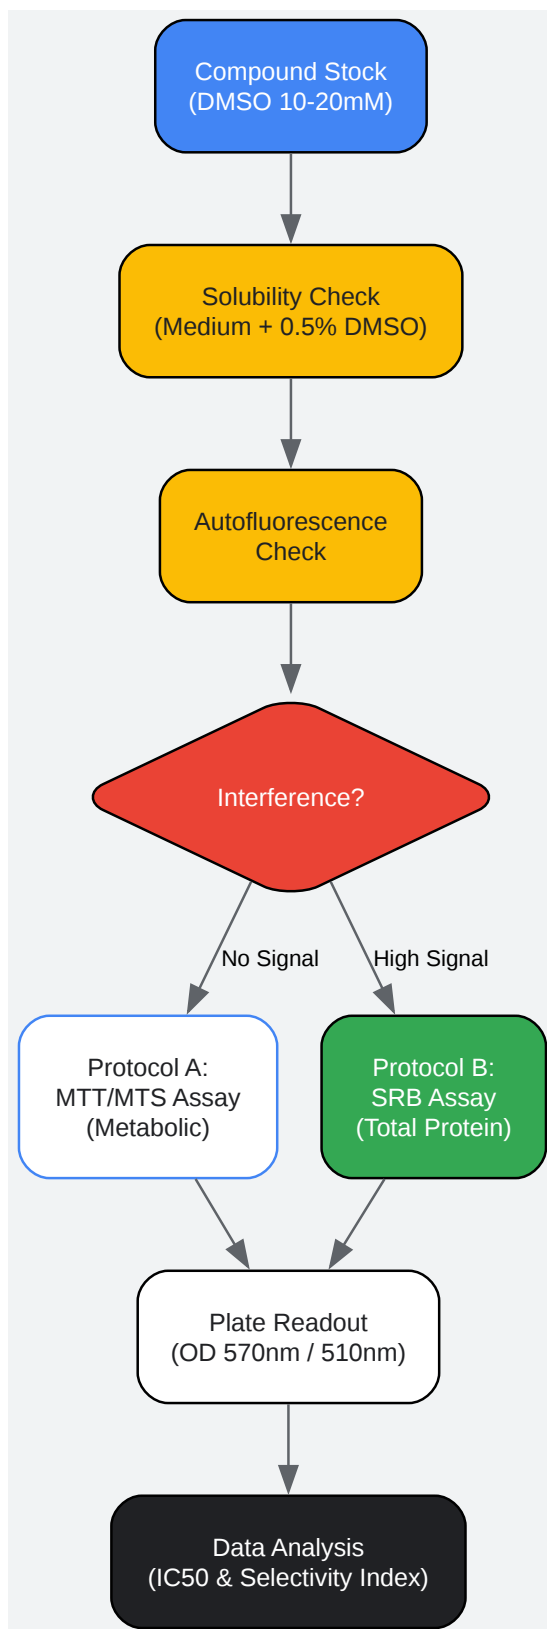 Compound Stock
(DMSO 10-20mM)
Solubility Check
(Medium + 0.5% DMSO)
Autofluorescence
Check
Interference?
No Signal
High Signal
Protocol A:
MTT/MTS Assay
(Metabolic)
Protocol B:
SRB Assay
(Total Protein)
Plate Readout
(OD 570nm / 510nm)
Data Analysis
(IC50 & Selectivity Index)